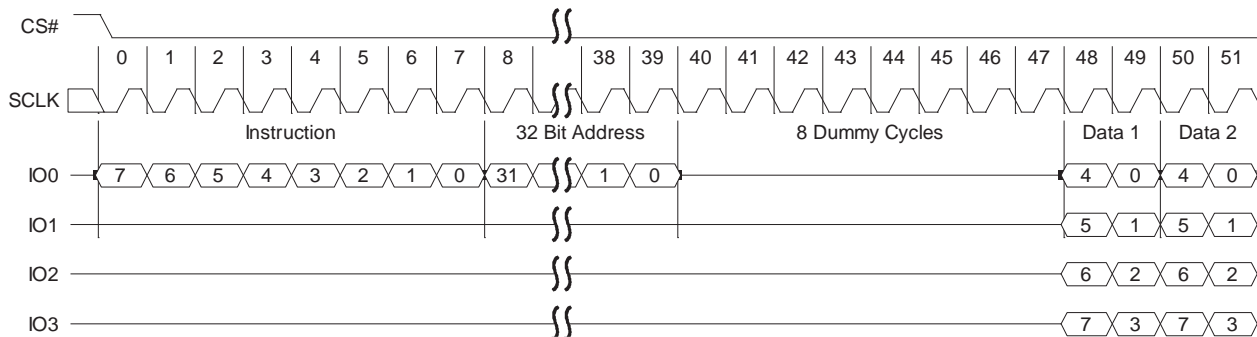 CS#
0 1 2 3 4 5 6 7 8 38 39 40 41 42 43 44 45 46 47 48 49 50 51
SCLK
Instruction 32 Bit Address 8 Dummy Cycles Data 1 Data 2
IO0 7 6 5 4 3 2 1 0 31 1 0 4 0 4 0
IO1 5 1 5 1
IO2 6 2 6 2
IO3 7 3 7 3